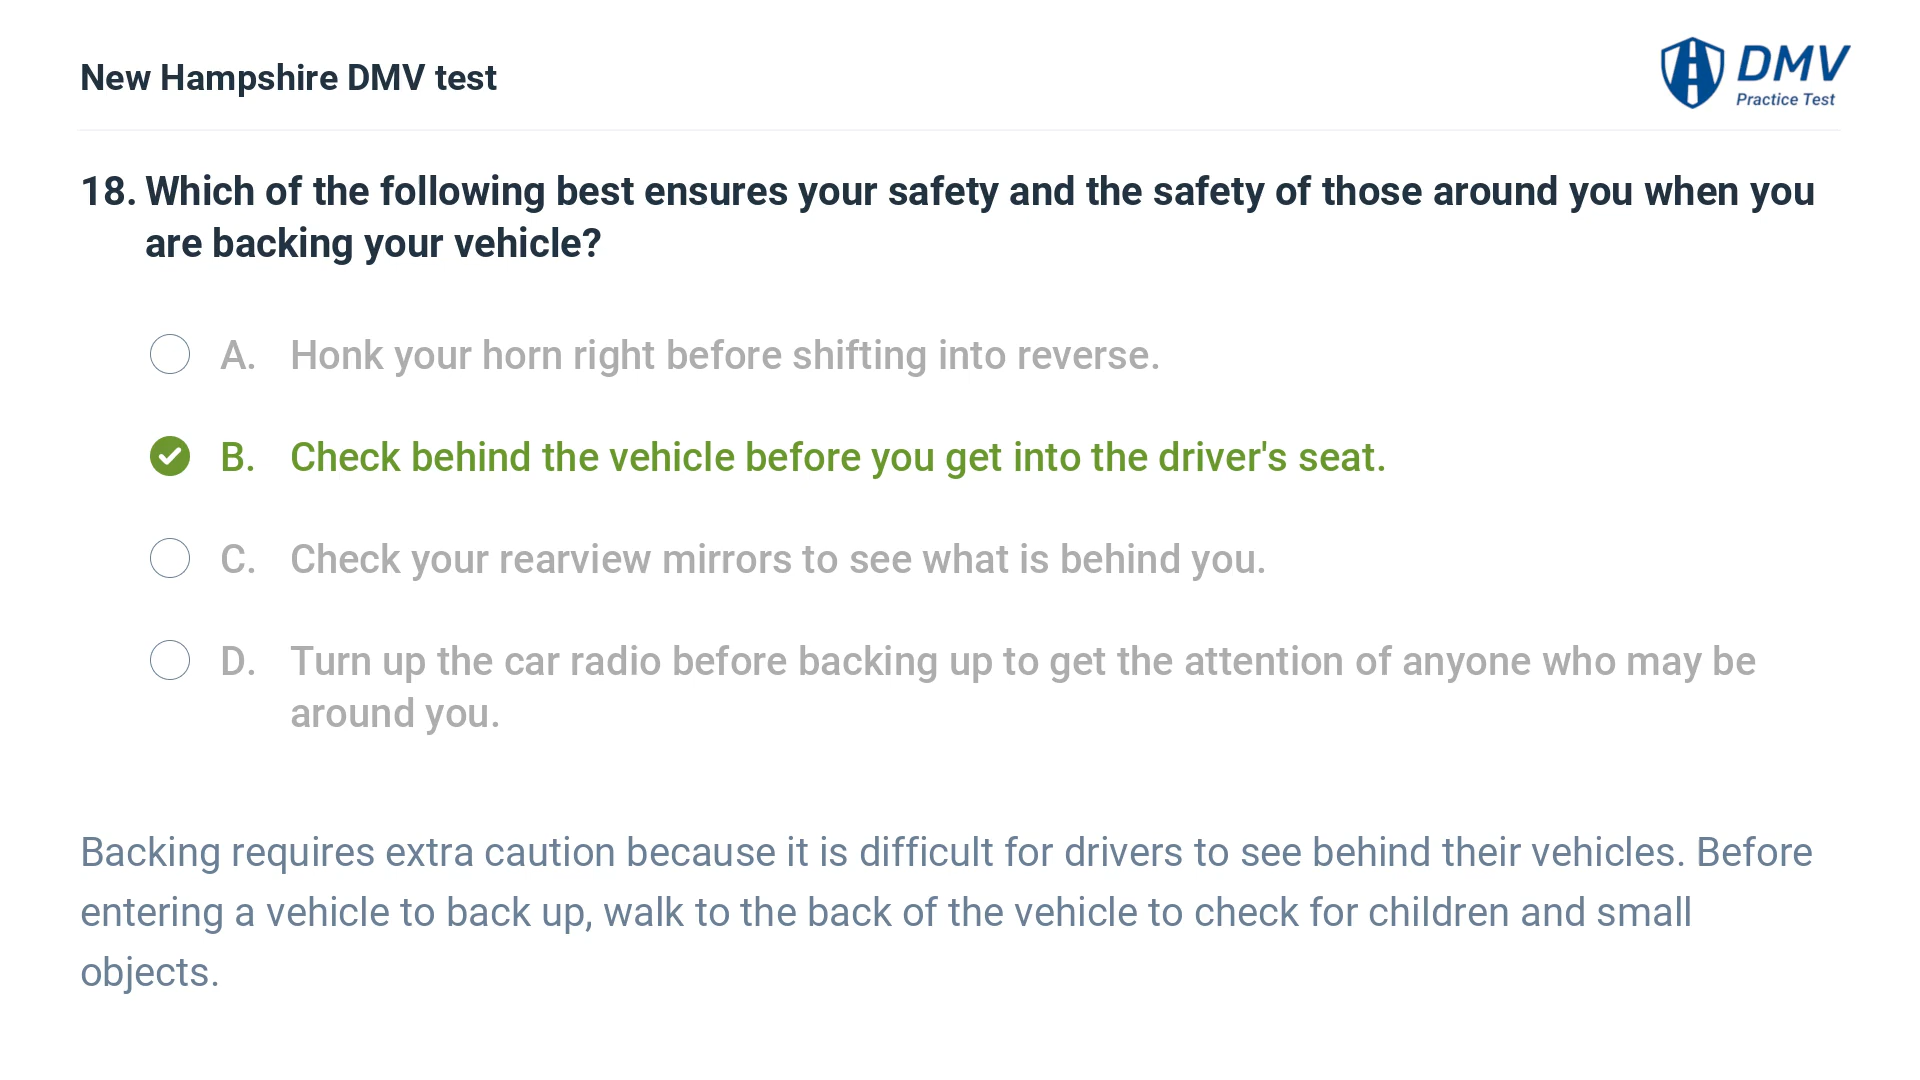 New Hampshire DMV test
DMV
Practice Test
18. Which of the following best ensures your safety and the safety of those around you when you
are backing your vehicle?
A. Honk your horn right before shifting into reverse.
B. Check behind the vehicle before you get into the driver's seat.
C. Check your rearview mirrors to see what is behind you.
D. Turn up the car radio before backing up to get the attention of anyone who may be
around you.
Backing requires extra caution because it is difficult for drivers to see behind their vehicles. Before
entering a vehicle to back up, walk to the back of the vehicle to check for children and small
objects.